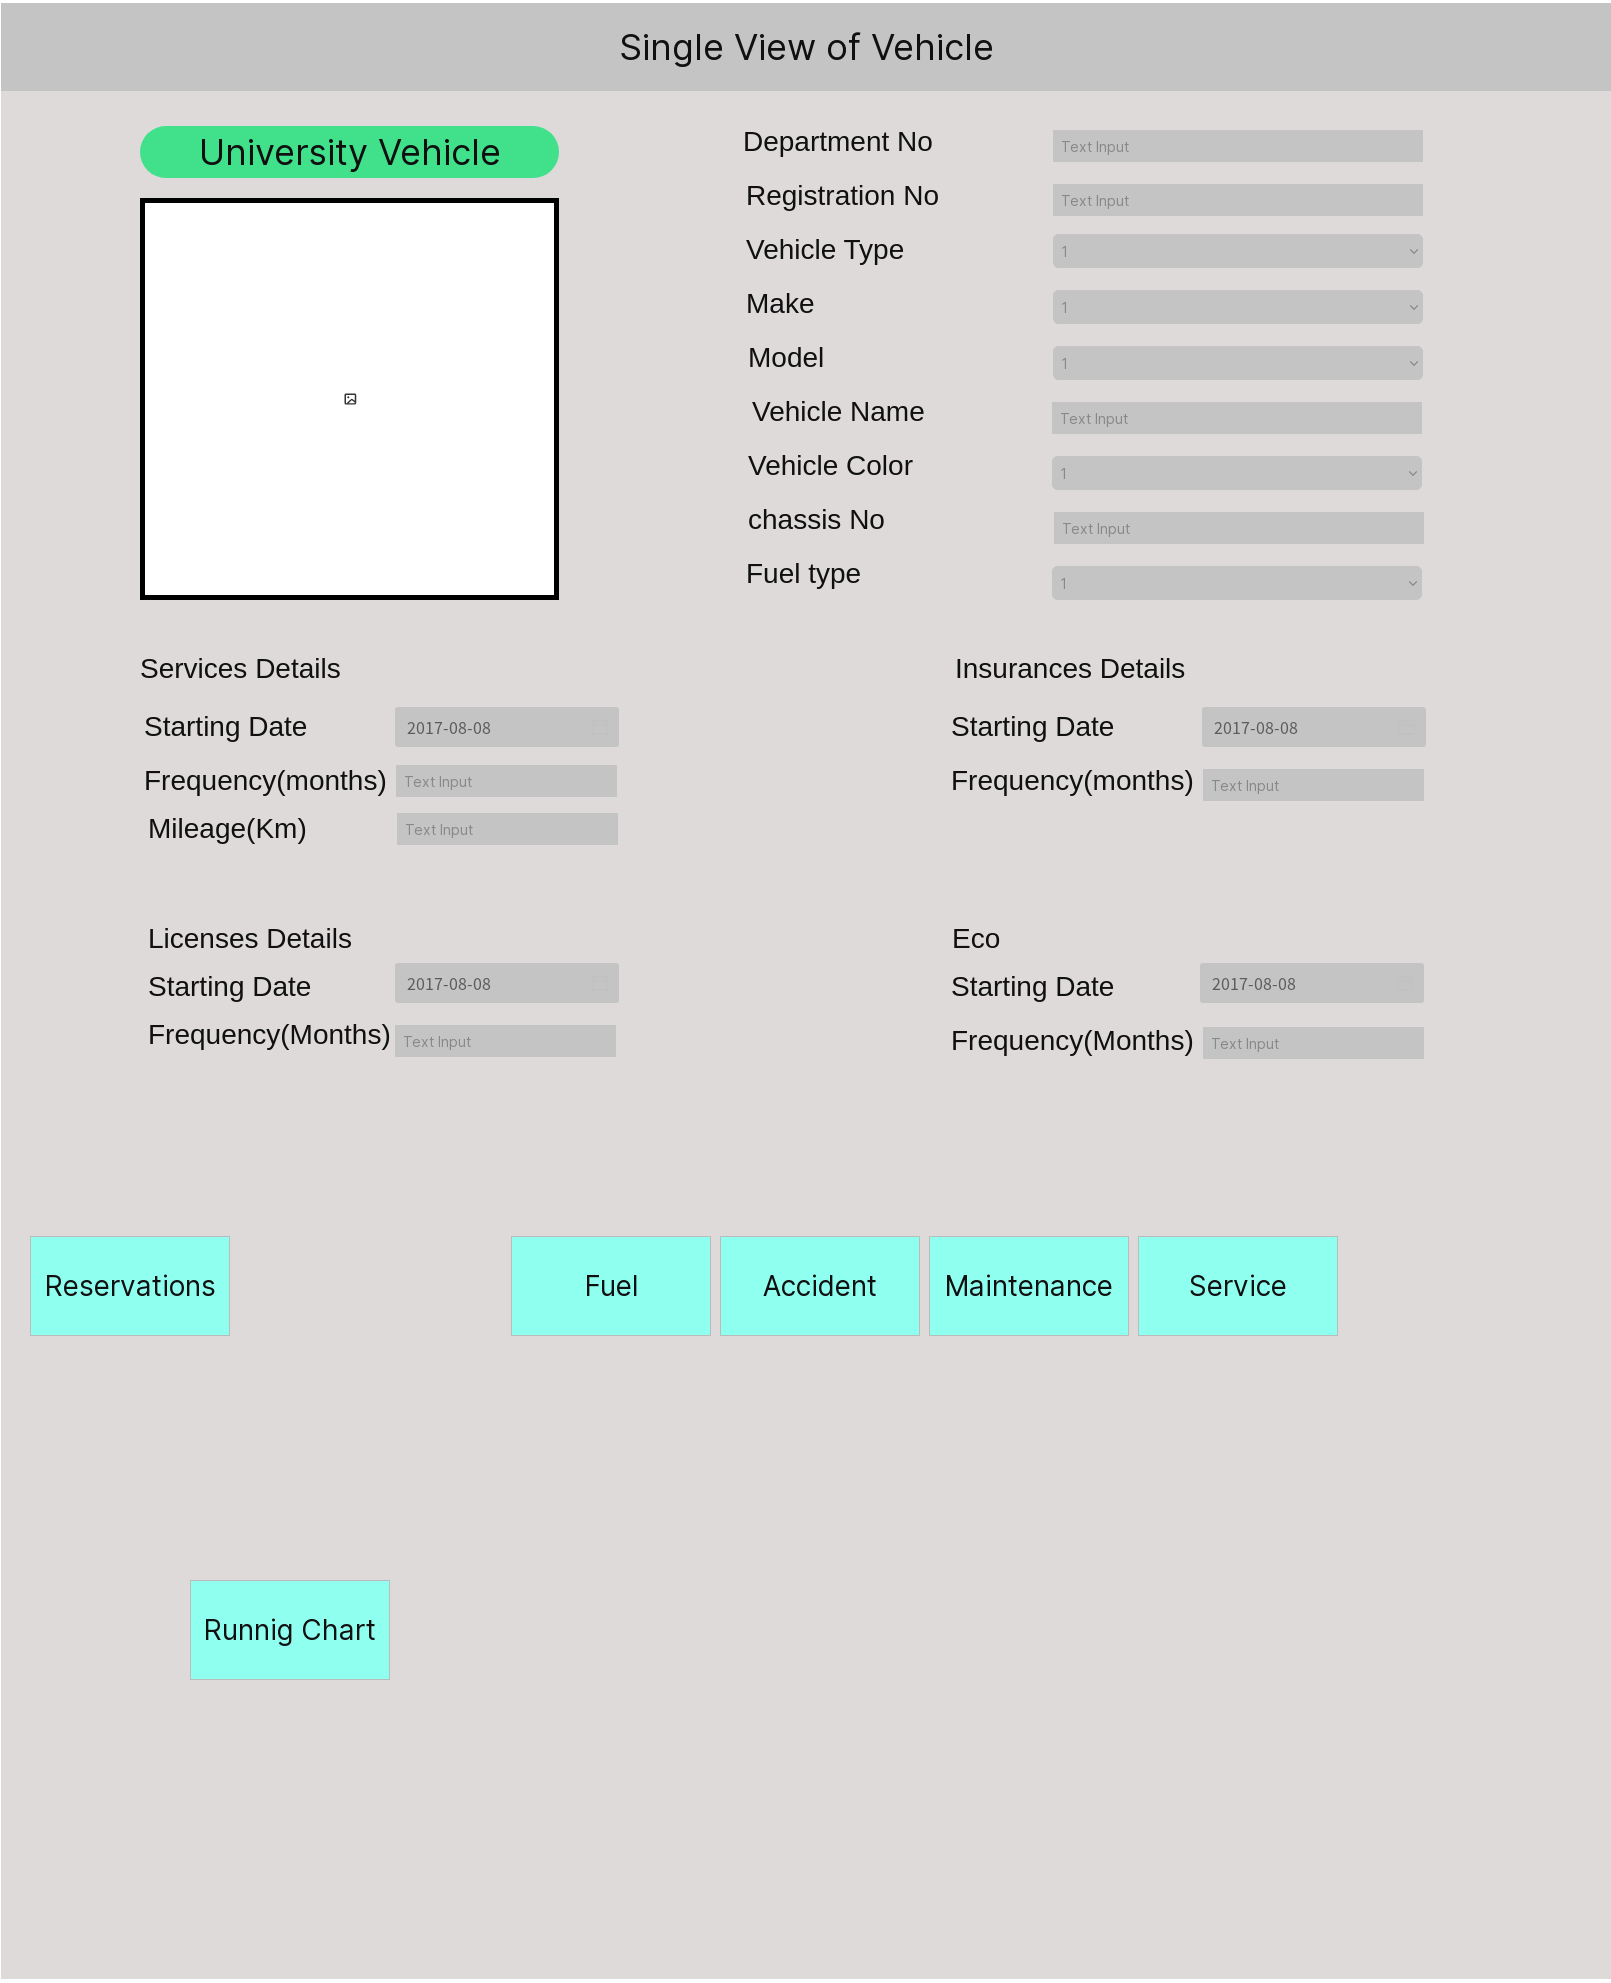 Single View of Vehicle
University Vehicle
Department No
Text Input
Registration No
Text Input
Vehicle Type
1
Make
1
Model
1
Vehicle Name
Text Input
Vehicle Color
1
chassis No
Text Input
Fuel type
1
Services Details
Starting Date
2017-08-08
Frequency(months)
Text Input
Mileage(Km)
Text Input
Insurances Details
Starting Date
2017-08-08
Frequency(months)
Text Input
Licenses Details
Starting Date
2017-08-08
Frequency(Months)
Text Input
Eco
Starting Date
2017-08-08
Frequency(Months)
Text Input
Reservations
Fuel
Accident
Maintenance
Service
Runnig Chart